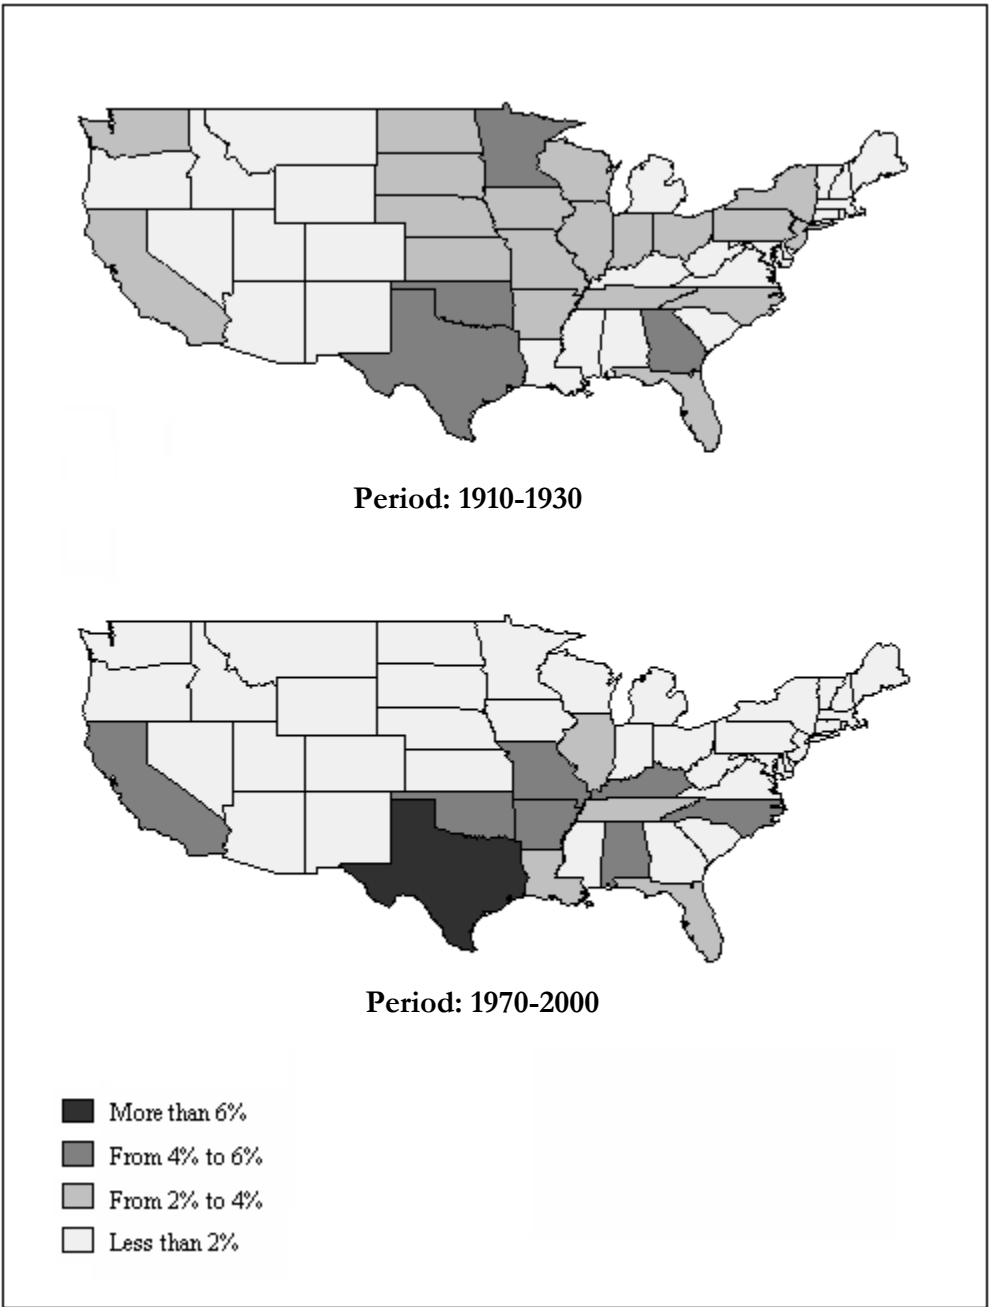 Period: 1910-1930
Period: 1970-2000
More than 6%
From 4% to 6%
From 2% to 4%
Less than 2%